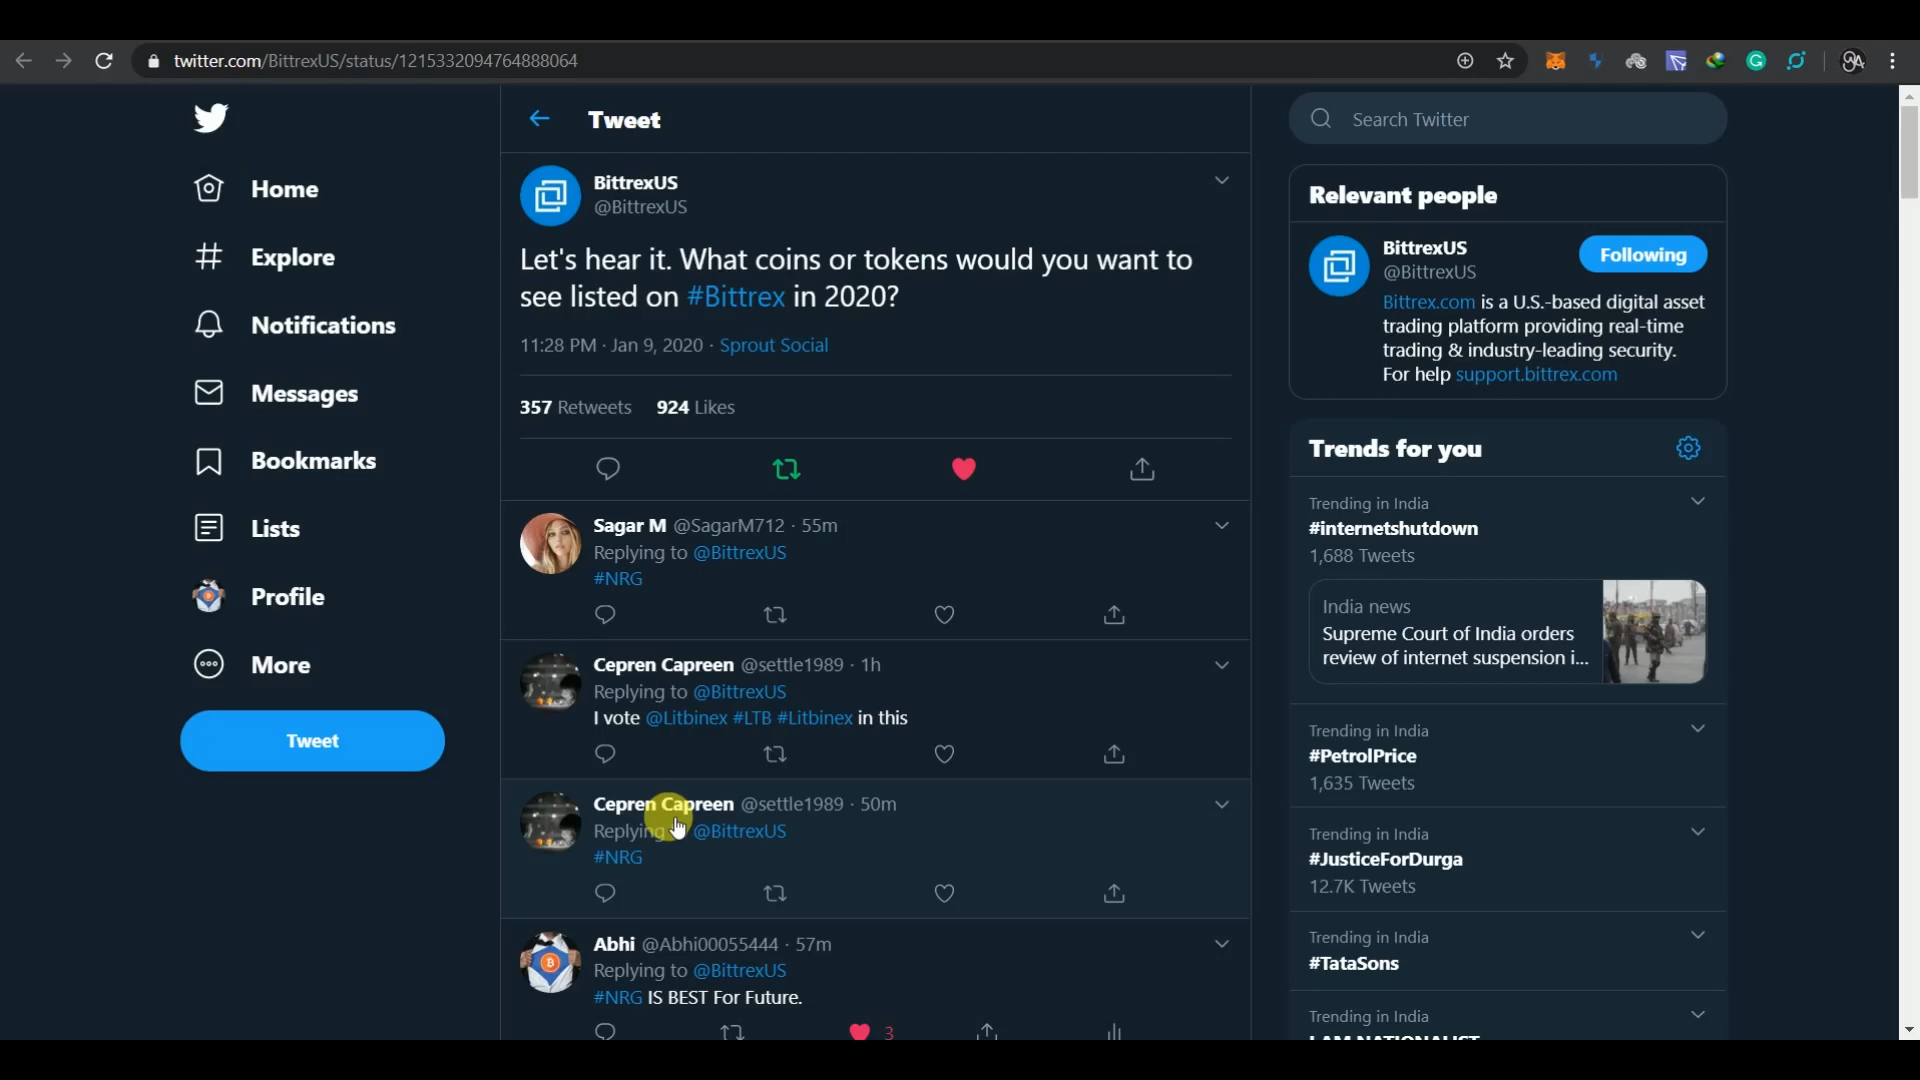 twitter.com/BittrexUS/status/1215332094764888064
Home
Explore
Notifications
Messages
Bookmarks
Lists
Profile
More
Tweet
Tweet
BittrexUS
@BittrexUS
Let's hear it. What coins or tokens would you want to
see listed on #Bittrex in 2020?
11:28 PM · Jan 9, 2020 · Sprout Social
357 Retweets 924 Likes
Sagar M @SagarM712 · 55m
Replying to @BittrexUS
#NRG
Cepren Capreen @settle1989 · 1h
Replying to @BittrexUS
I vote @Litbinex #LTB #Litbinex in this
Cepren Capreen @settle1989 · 50m
Replying @BittrexUS
#NRG
Abhi @Abhi00055444 · 57m
Replying to @BittrexUS
#NRG IS BEST For Future.
3
Search Twitter
Relevant people
BittrexUS
@BittrexUS
Following
Bittrex.com is a U.S.-based digital asset
trading platform providing real-time
trading & industry-leading security.
For help support.bittrex.com
Trends for you
Trending in India
#internetshutdown
1,688 Tweets
India news
Supreme Court of India orders
review of internet suspension i...
Trending in India
#PetrolPrice
1,635 Tweets
Trending in India
#JusticeForDurga
12.7K Tweets
Trending in India
#TataSons
Trending in India